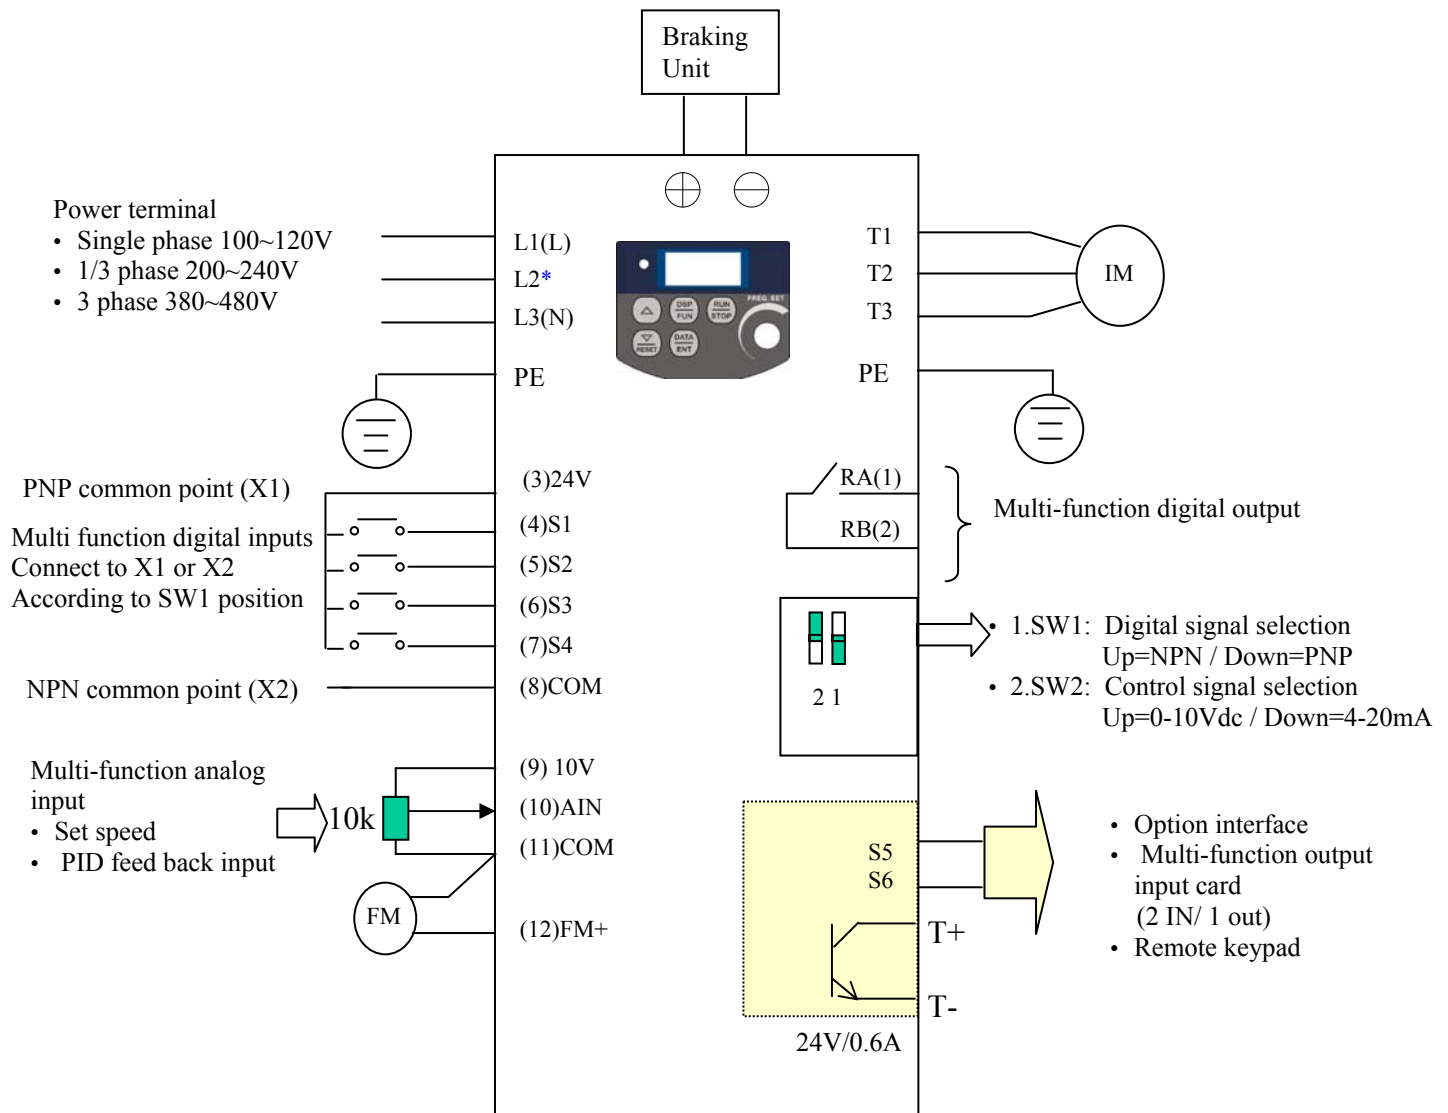 Braking
Unit
Power terminal
• Single phase 100~120V
• 1/3 phase 200~240V
• 3 phase 380~480V
L1(L)
L2*
L3(N)
PE
DSP
FUN
RUN
STOP
FREQ. SET
RESET
DATA
ENT
T1
T2
T3
PE
IM
PNP common point (X1)
Multi function digital inputs
Connect to X1 or X2
According to SW1 position
NPN common point (X2)
(3)24V
(4)S1
(5)S2
(6)S3
(7)S4
(8)COM
RA(1)
RB(2)
Multi-function digital output
2 1
• 1.SW1: Digital signal selection
Up=NPN / Down=PNP
• 2.SW2: Control signal selection
Up=0-10Vdc / Down=4-20mA
Multi-function analog
input
• Set speed
• PID feed back input
10k
(9) 10V
(10)AIN
(11)COM
FM
(12)FM+
S5
S6
T+
T-
24V/0.6A
• Option interface
• Multi-function output
input card
(2 IN/ 1 out)
• Remote keypad